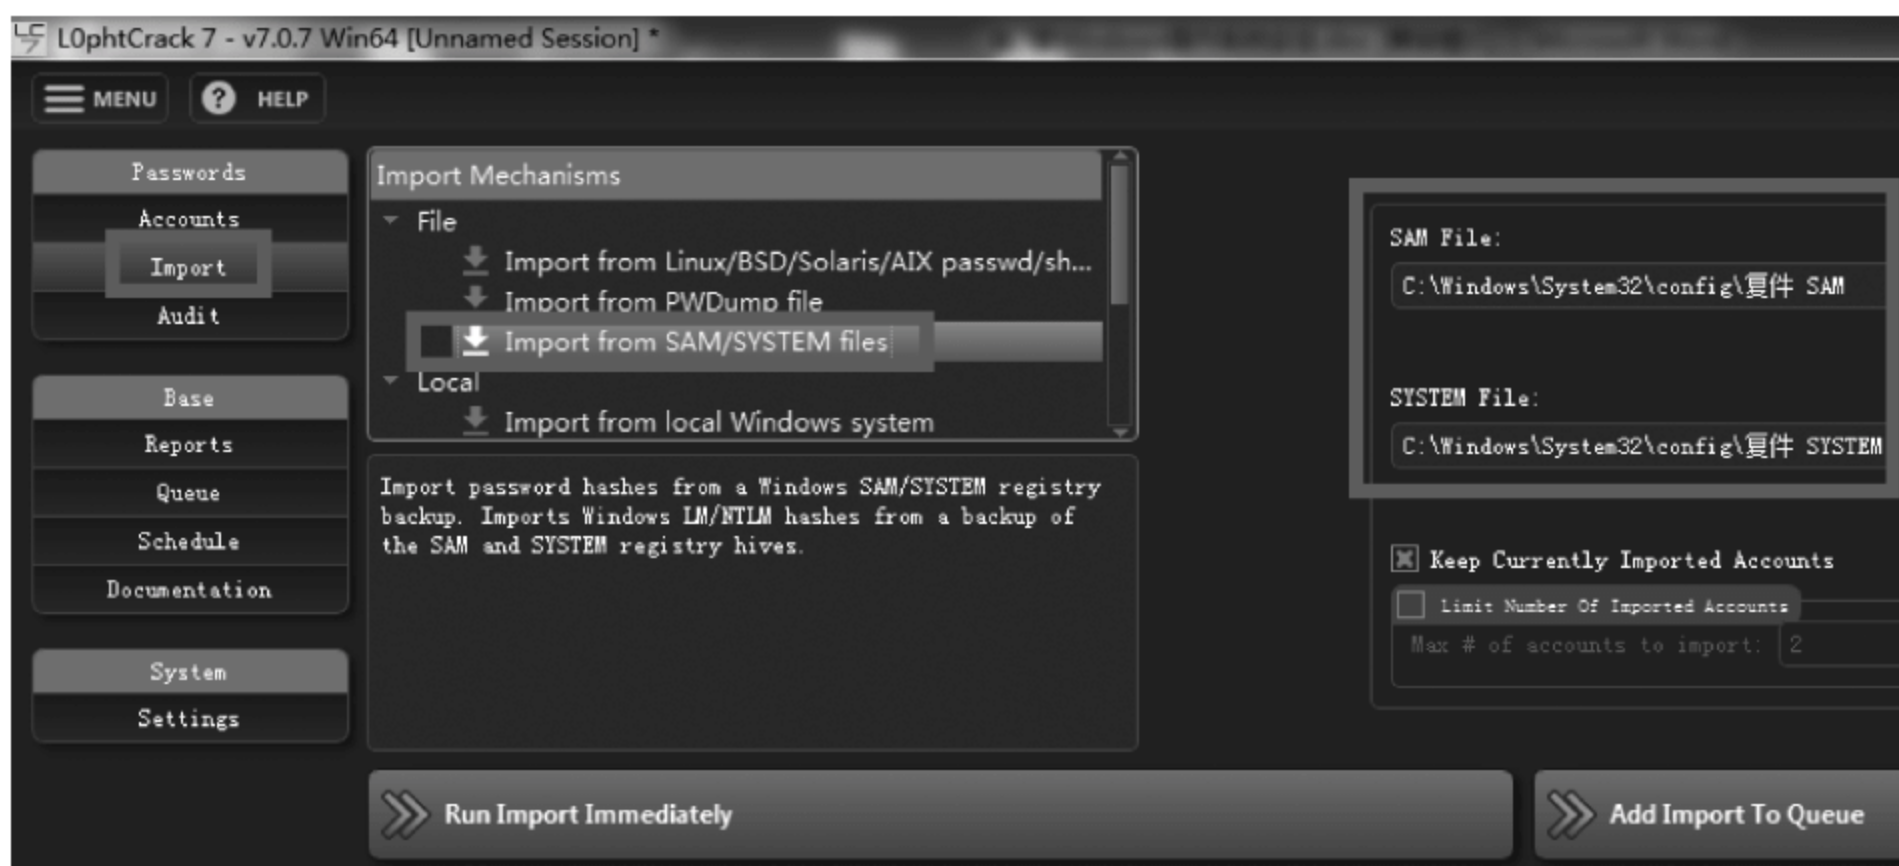 L0phtCrack 7 - v7.0.7 Win64 [Unnamed Session] *
MENU
HELP
Passwords
Accounts
Import
Audit
Base
Reports
Queue
Schedule
Documentation
System
Settings
Import Mechanisms
File
Import from Linux/BSD/Solaris/AIX passwd/sh...
Import from PWDump file
Import from SAM/SYSTEM files
Local
Import from local Windows system
Import password hashes from a Windows SAM/SYSTEM registry
backup. Imports Windows LM/NTLM hashes from a backup of
the SAM and SYSTEM registry hives.
SAM File:
C:\Windows\System32\config\复件 SAM
SYSTEM File:
C:\Windows\System32\config\复件 SYSTEM
Keep Currently Imported Accounts
Limit Number Of Imported Accounts
Max # of accounts to import: 2
Run Import Immediately
Add Import To Queue